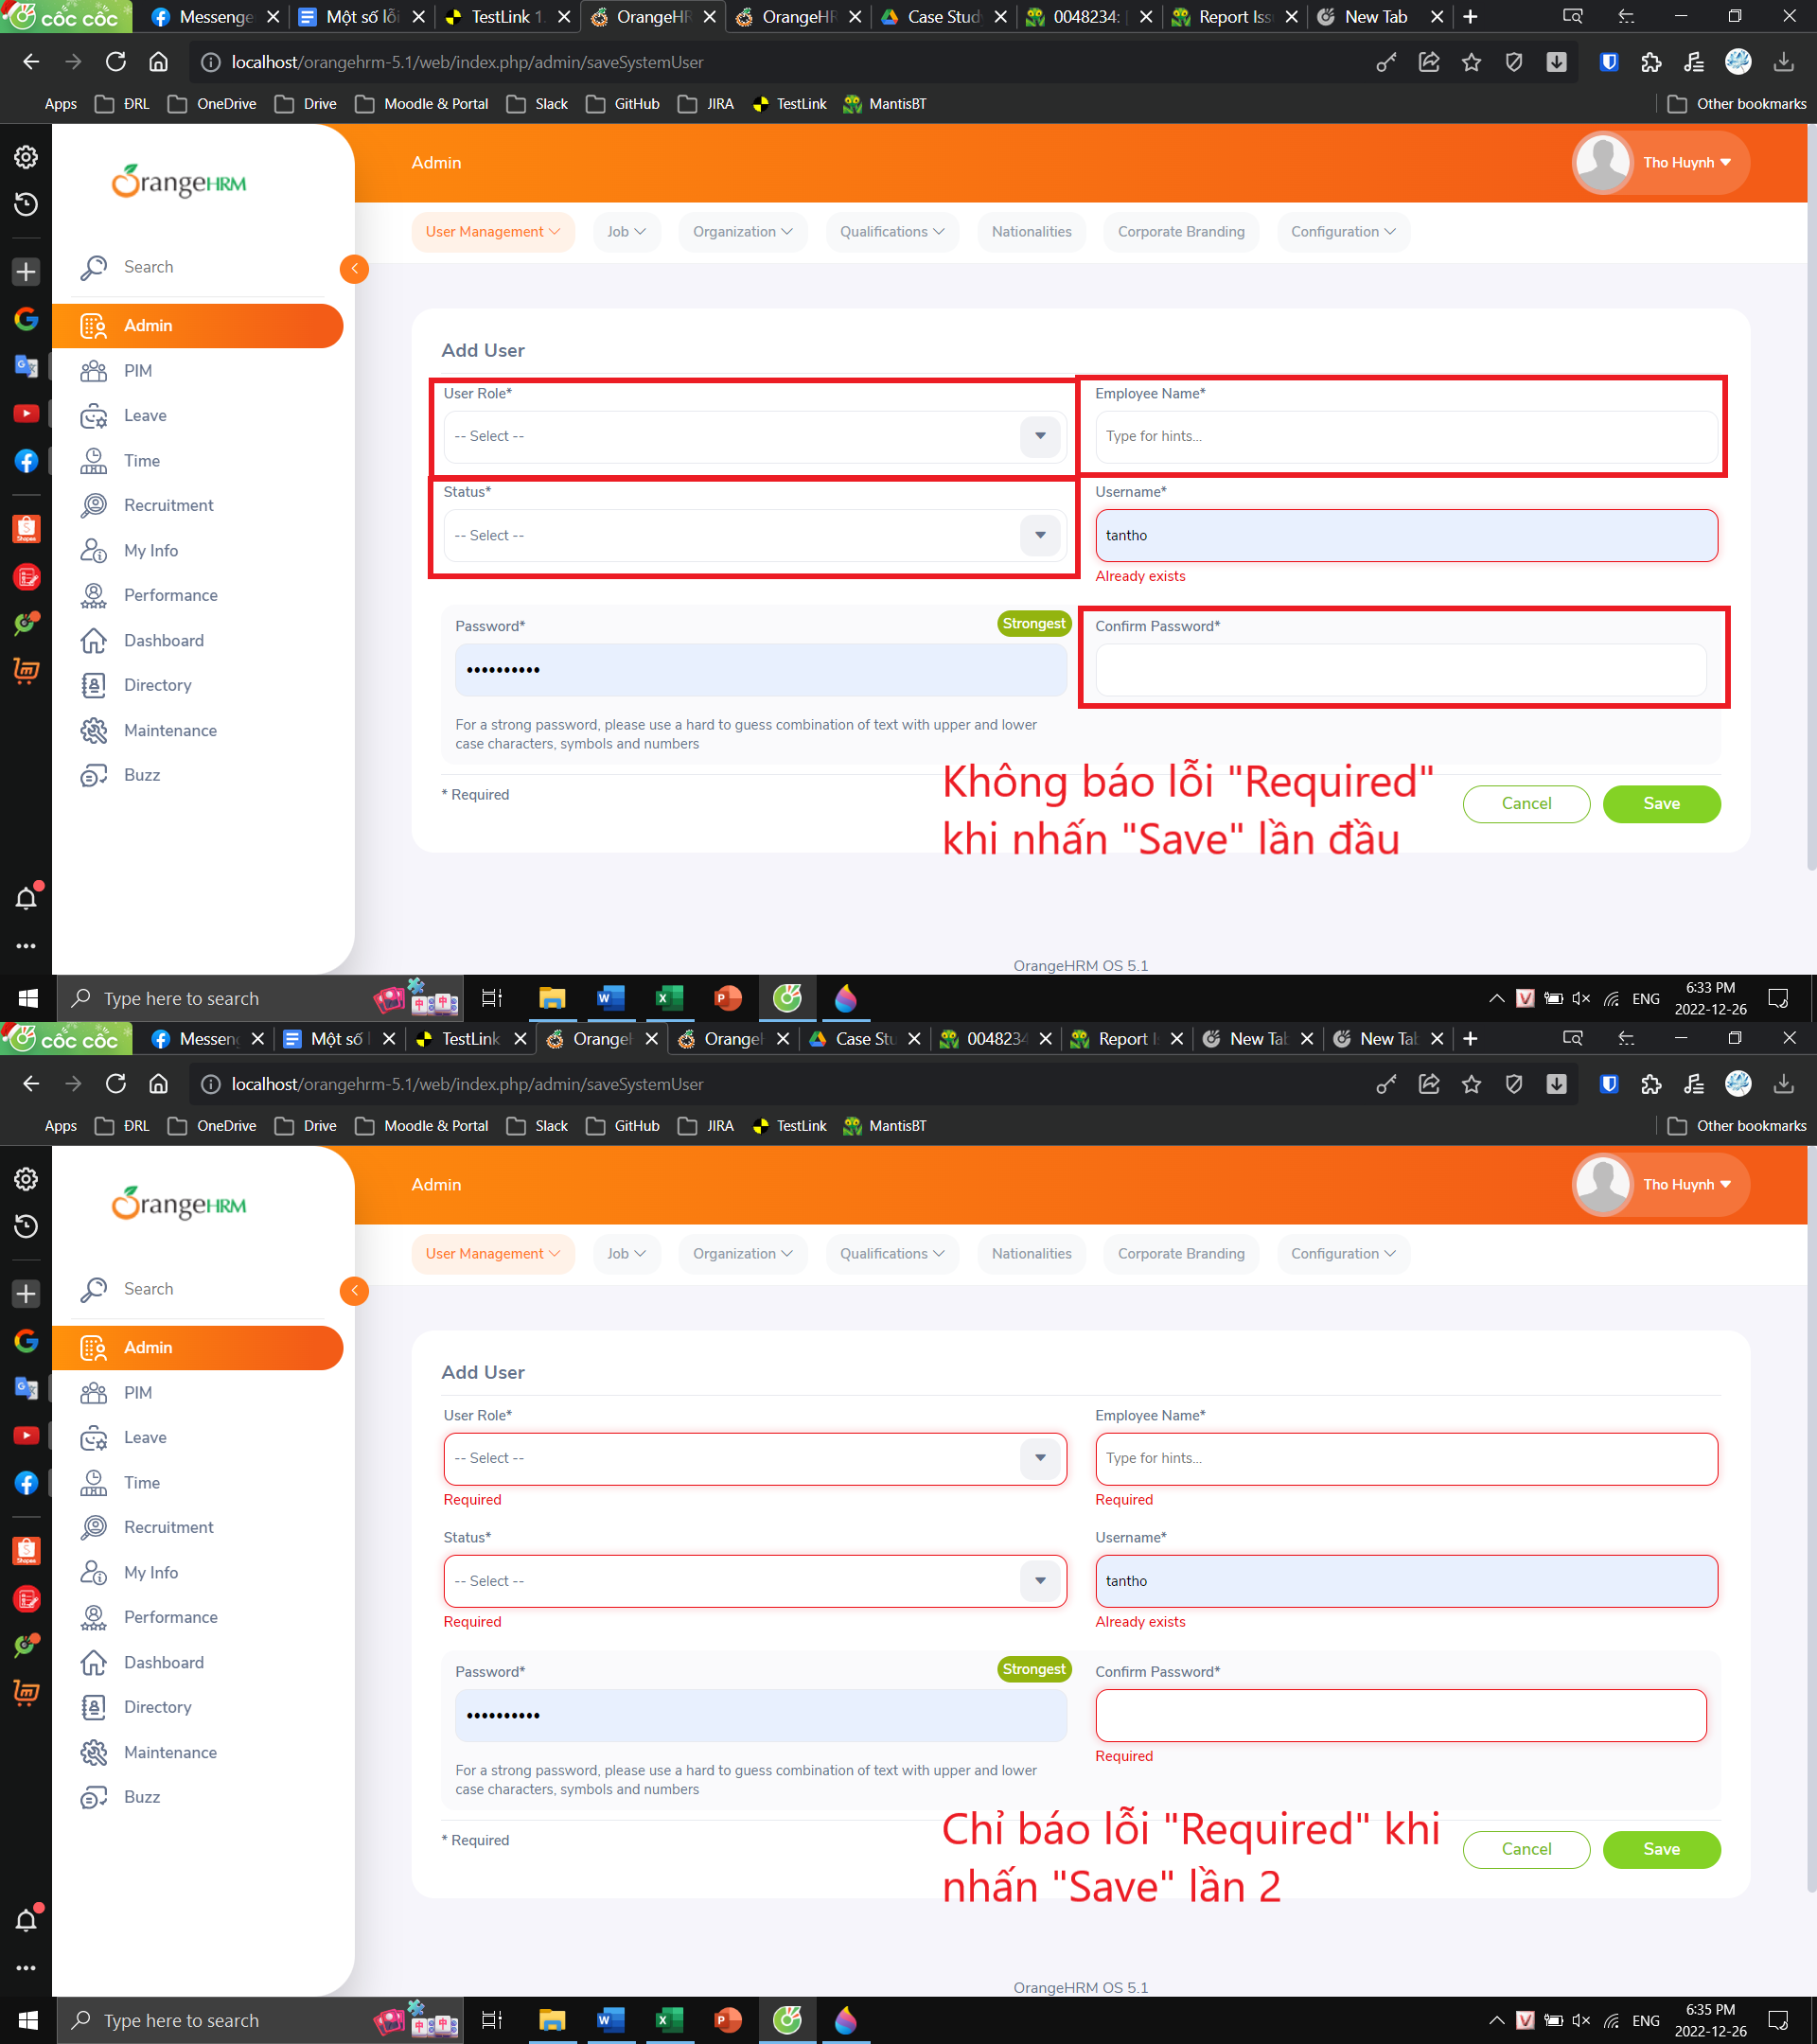 cốc cốc Messenge Một số lỗi TestLink 1. OrangeHR OrangeHR Case Study 0048234: Report Iss New Tab
localhost/orangehrm-5.1/web/index.php/admin/saveSystemUser
Apps ĐRL OneDrive Drive Moodle & Portal Slack GitHub JIRA TestLink MantisBT Other bookmarks
OrangeHRM
Admin
Tho Huynh
User Management Job Organization Qualifications Nationalities Corporate Branding Configuration
Search
Admin
PIM
Leave
Time
Recruitment
My Info
Performance
Dashboard
Directory
Maintenance
Buzz
Add User
User Role* Employee Name*
-- Select -- Type for hints...
Status* Username*
-- Select -- tantho
Already exists
Password* Strongest Confirm Password*
••••••••••
For a strong password, please use a hard to guess combination of text with upper and lower
case characters, symbols and numbers
* Required
Không báo lỗi "Required"
khi nhấn "Save" lần đầu
Cancel Save
OrangeHRM OS 5.1
Type here to search
ENG
6:33 PM
2022-12-26
cốc cốc Messeng Một số l TestLink OrangeH OrangeH Case Stu 0048234 Report I New Tab New Tab
localhost/orangehrm-5.1/web/index.php/admin/saveSystemUser
Apps ĐRL OneDrive Drive Moodle & Portal Slack GitHub JIRA TestLink MantisBT Other bookmarks
OrangeHRM
Admin
Tho Huynh
User Management Job Organization Qualifications Nationalities Corporate Branding Configuration
Search
Admin
PIM
Leave
Time
Recruitment
My Info
Performance
Dashboard
Directory
Maintenance
Buzz
Add User
User Role* Employee Name*
-- Select -- Type for hints...
Required Required
Status* Username*
-- Select -- tantho
Required Already exists
Password* Strongest Confirm Password*
••••••••••
Required
For a strong password, please use a hard to guess combination of text with upper and lower
case characters, symbols and numbers
* Required
Chỉ báo lỗi "Required" khi
nhấn "Save" lần 2
Cancel Save
OrangeHRM OS 5.1
Type here to search
ENG
6:35 PM
2022-12-26